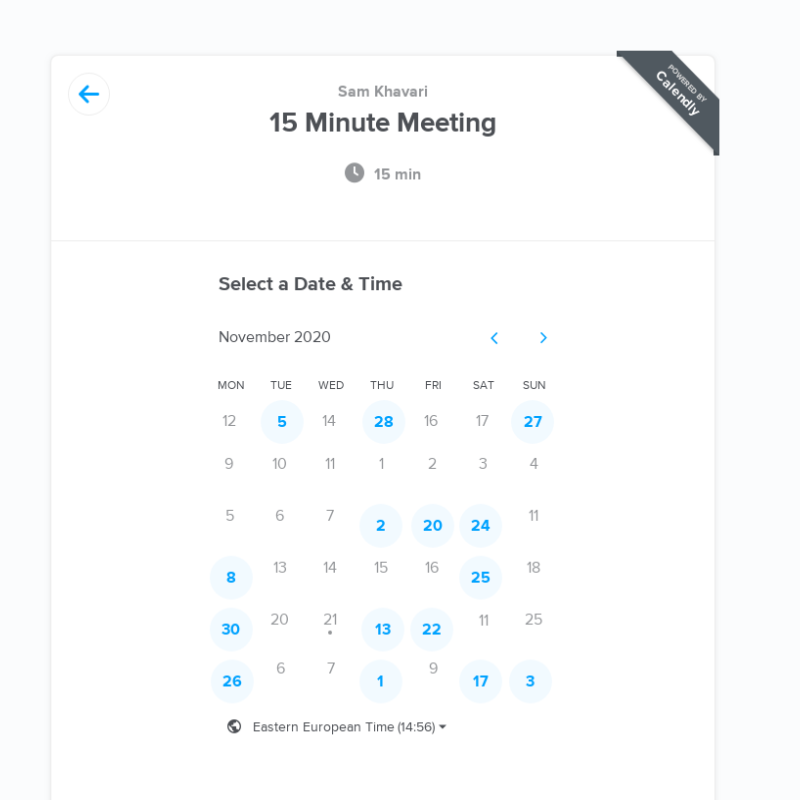 POWERED BY
Calendly
Sam Khavari
15 Minute Meeting
15 min
Select a Date & Time
November 2020
MON TUE WED THU FRI SAT SUN
12 5 14 28 16 17 27
9 10 11 1 2 3 4
5 6 7 2 20 24 11
8 13 14 15 16 25 18
30 20 21 13 22 11 25
26 6 7 1 9 17 3
Eastern European Time (14:56)